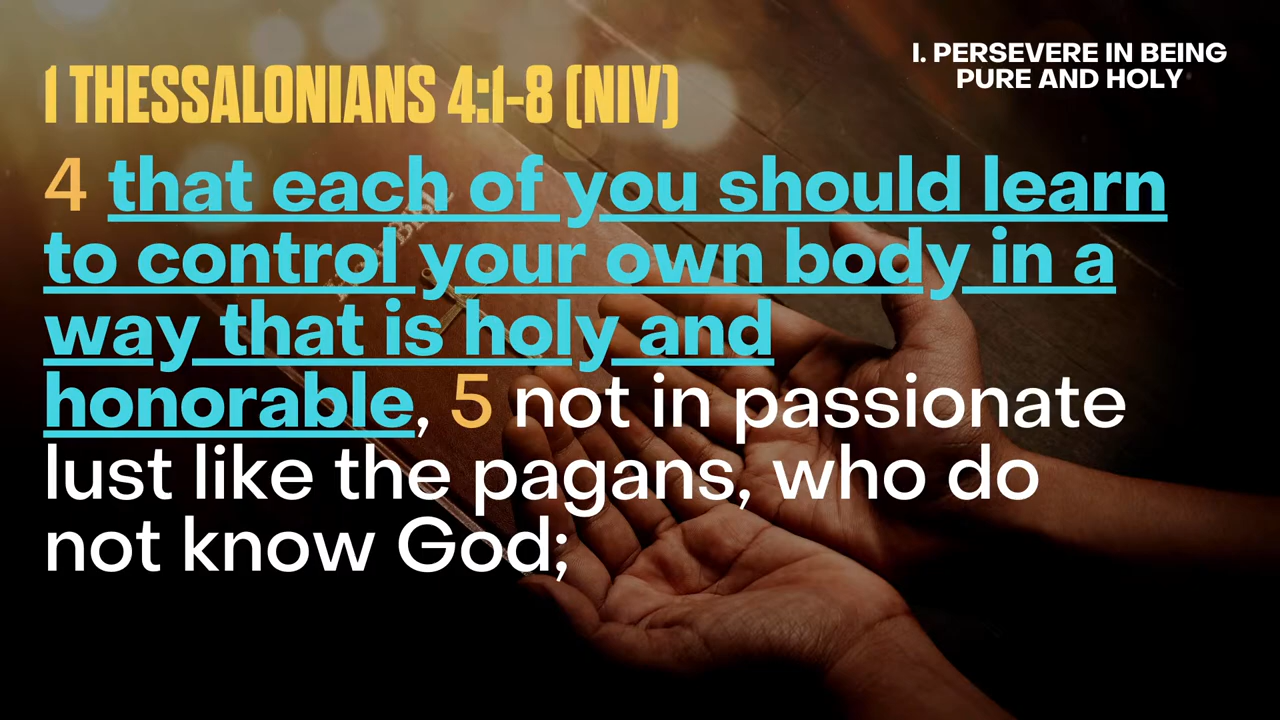 I. PERSEVERE IN BEING
PURE AND HOLY
1 THESSALONIANS 4:1-8 (NIV)
4 that each of you should learn
to control your own body in a
way that is holy and
honorable, 5 not in passionate
lust like the pagans, who do
not know God;